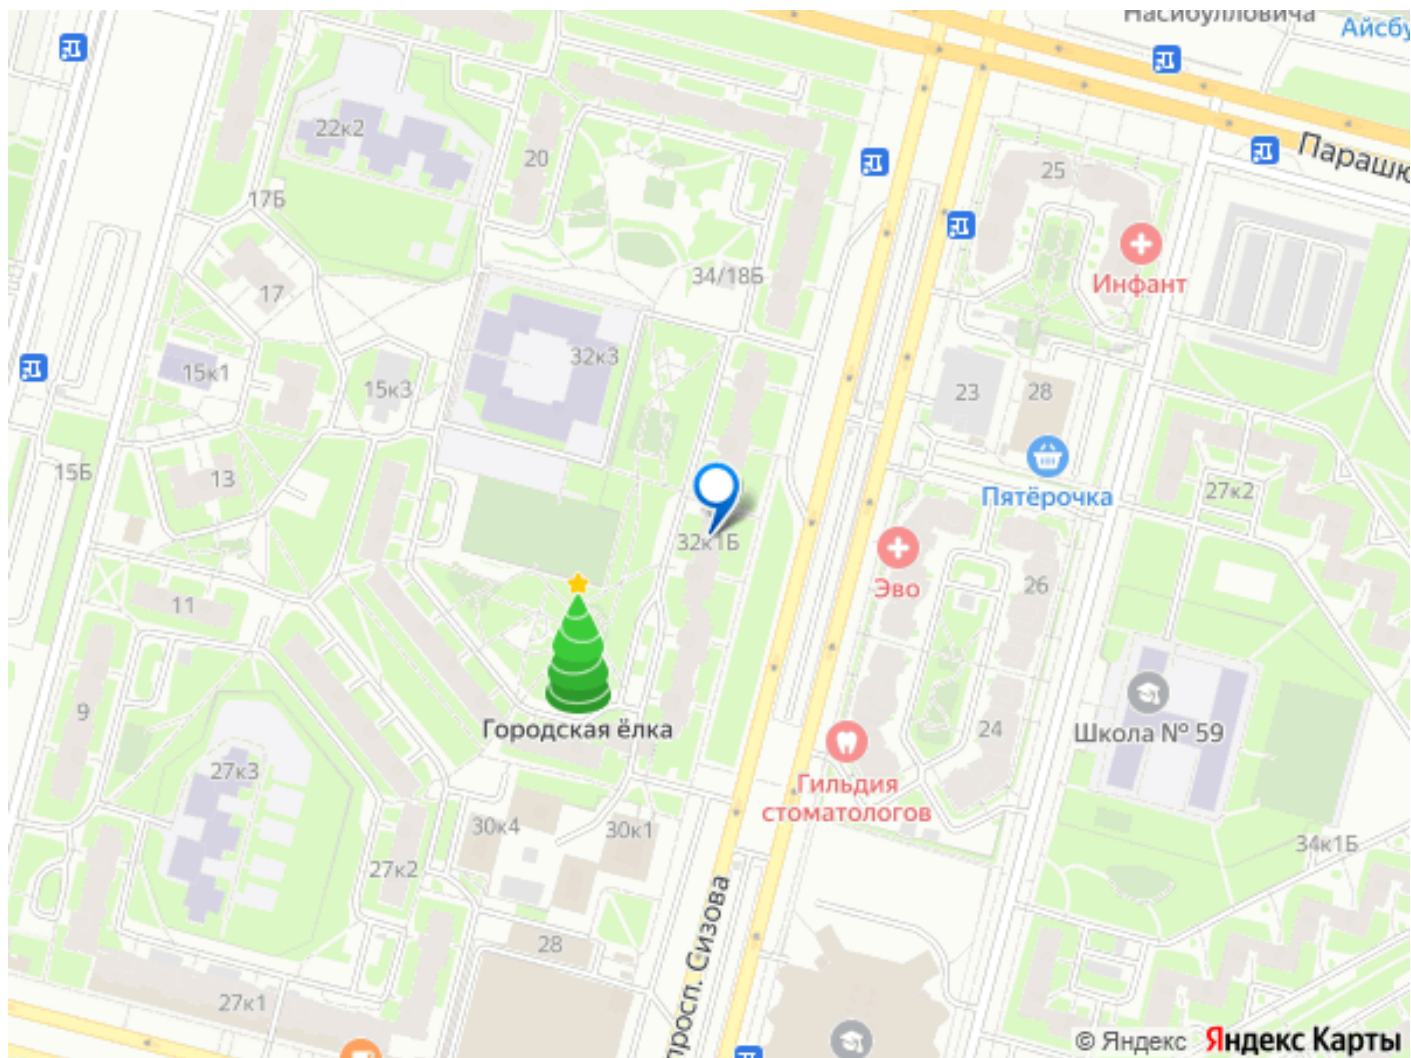 Насибулловича
Айсбу
22к2
20
25
Парашю
17Б
17
34/18Б
Инфант
32к3
15к1
15к3
23
28
15Б
13
Пятёрочка
27к2
32к1Б
Эво
26
11
9
Городская ёлка
24
Школа № 59
27к3
Гильдия
стоматологов
30к4
30к1
34к1Б
27к2
просп. Сизова
28
27к1
© Яндекс Яндекс Карты